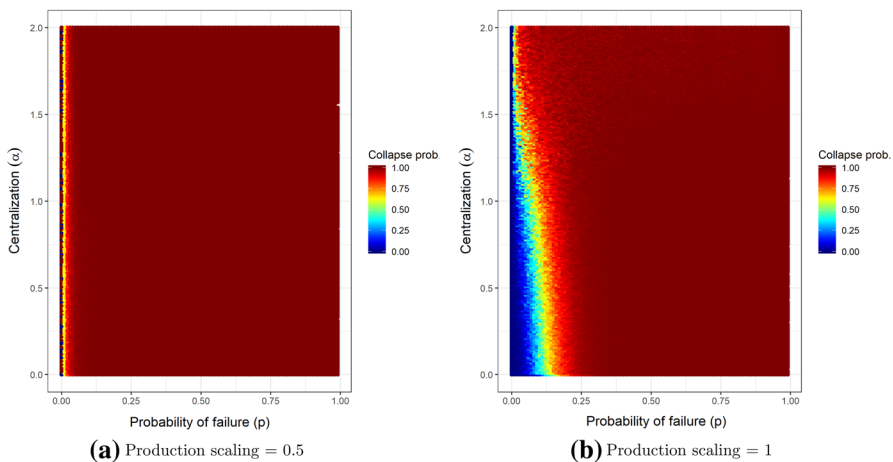 2.0
1.5
1.0
0.5
0.0
Centralization (α)
0.00 0.25 0.50 0.75 1.00
Probability of failure (p)
Collapse prob.
1.00
0.75
0.50
0.25
0.00
(a) Production scaling = 0.5
2.0
1.5
1.0
0.5
0.0
Centralization (α)
0.00 0.25 0.50 0.75 1.00
Probability of failure (p)
Collapse prob.
1.00
0.75
0.50
0.25
0.00
(b) Production scaling = 1